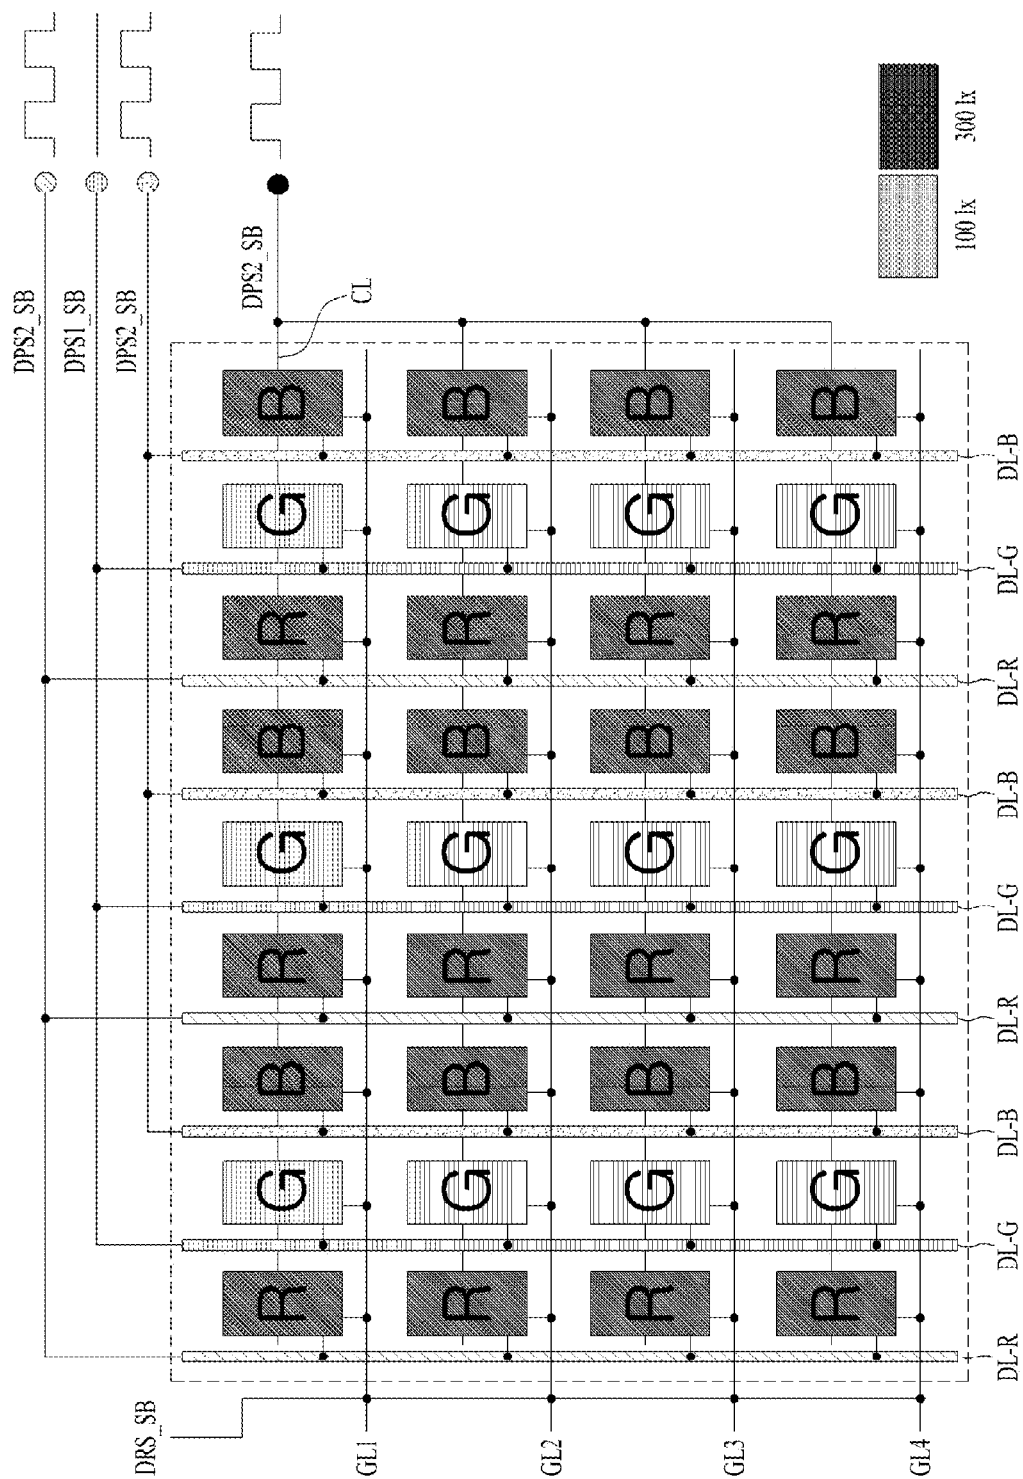 DPS2_SB
DPS1_SB
DPS2_SB
DPS2_SB
CL
100 lx
300 lx
DRS_SB
GL1
R G B R G B R G B
GL2
R G B R G B R G B
GL3
R G B R G B R G B
GL4
R G B R G B R G B
DL-R DL-G DL-B DL-R DL-G DL-B DL-R DL-G DL-B